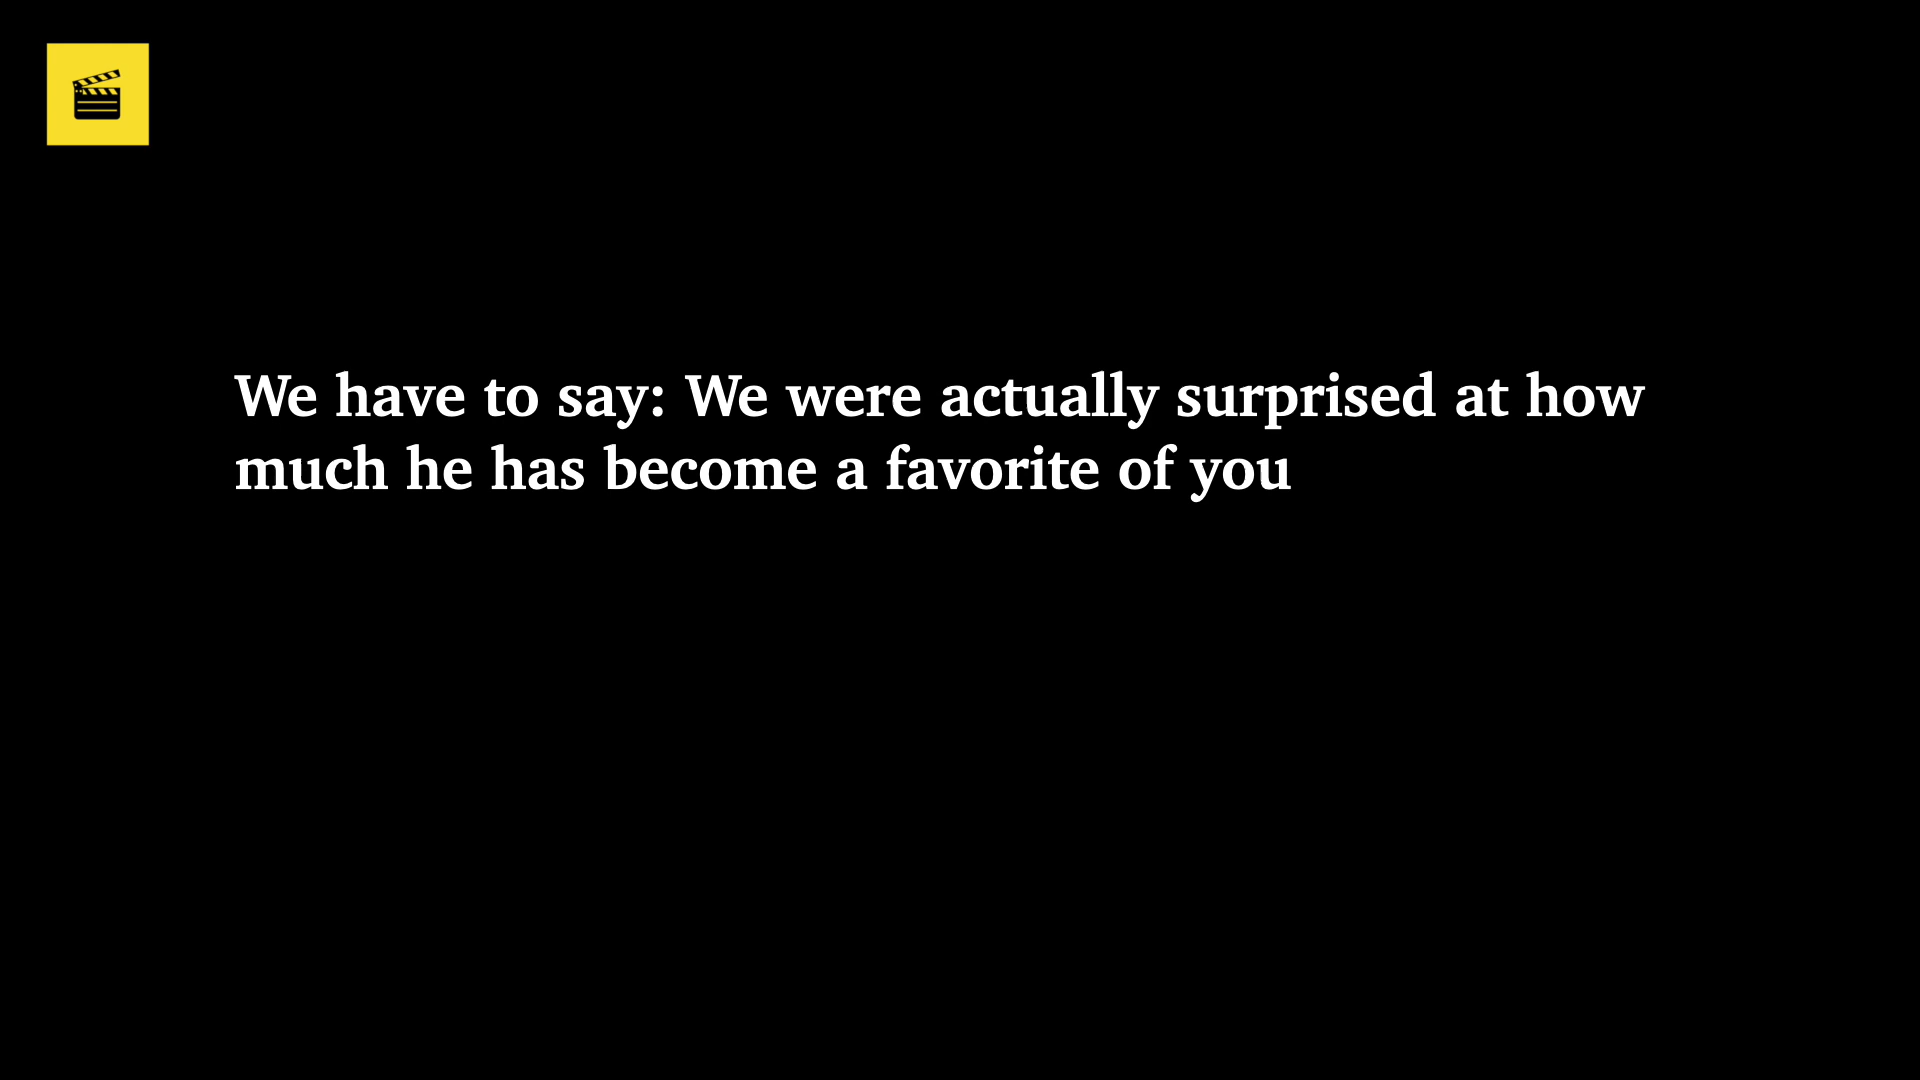 We have to say: We were actually surprised at how
much he has become a favorite of you